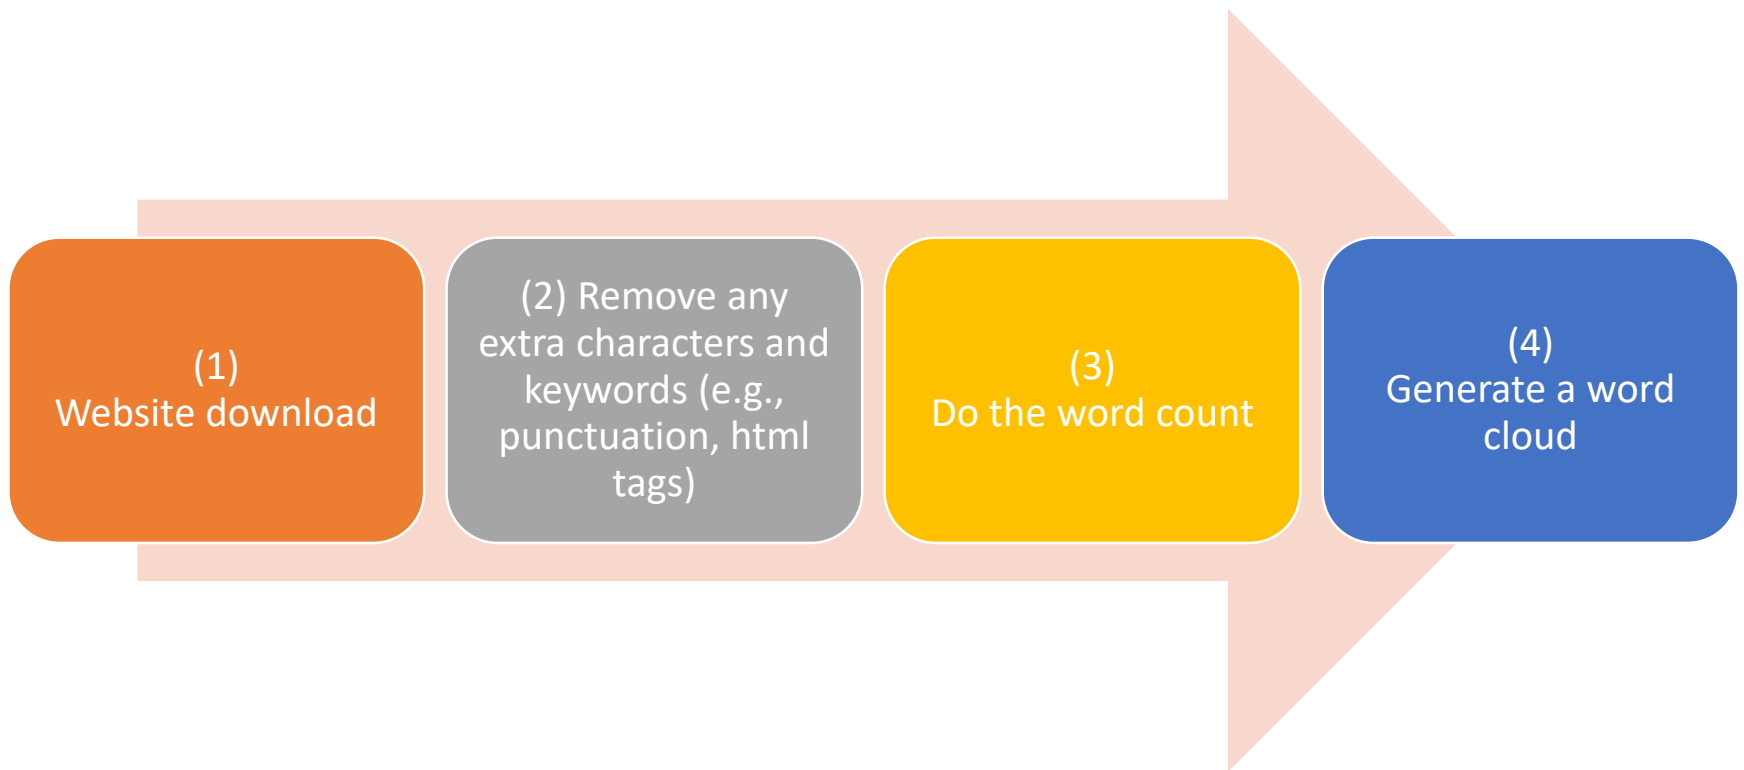 (1)
Website download
(2) Remove any
extra characters and
keywords (e.g.,
punctuation, html
tags)
(3)
Do the word count
(4)
Generate a word
cloud